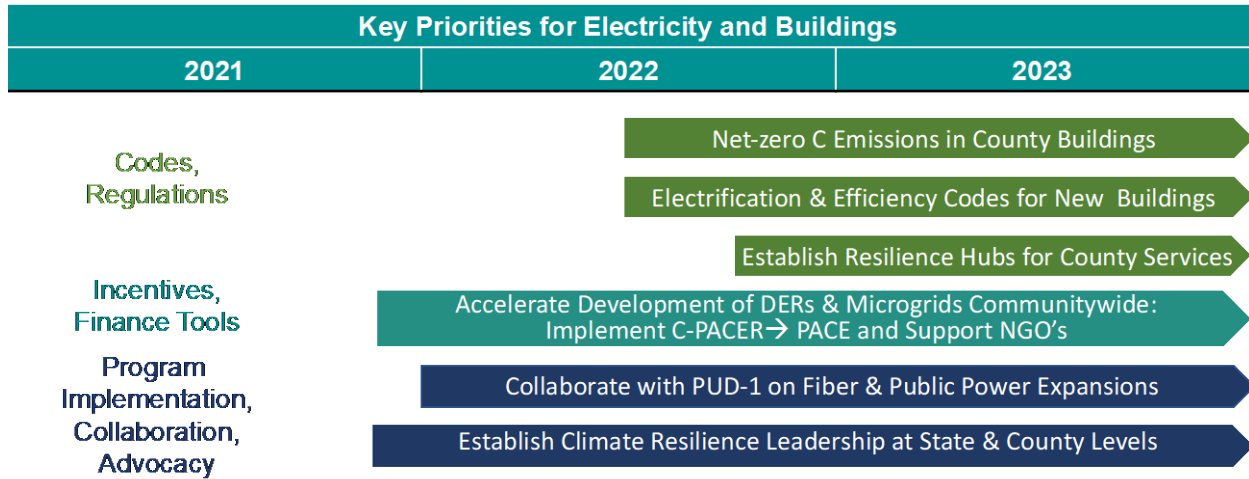 Key Priorities for Electricity and Buildings
2021 2022 2023
Codes,
Regulations
Net-zero C Emissions in County Buildings
Electrification & Efficiency Codes for New Buildings
Establish Resilience Hubs for County Services
Incentives,
Finance Tools
Accelerate Development of DERs & Microgrids Communitywide:
Implement C-PACER→ PACE and Support NGO’s
Program
Implementation,
Collaboration,
Advocacy
Collaborate with PUD-1 on Fiber & Public Power Expansions
Establish Climate Resilience Leadership at State & County Levels